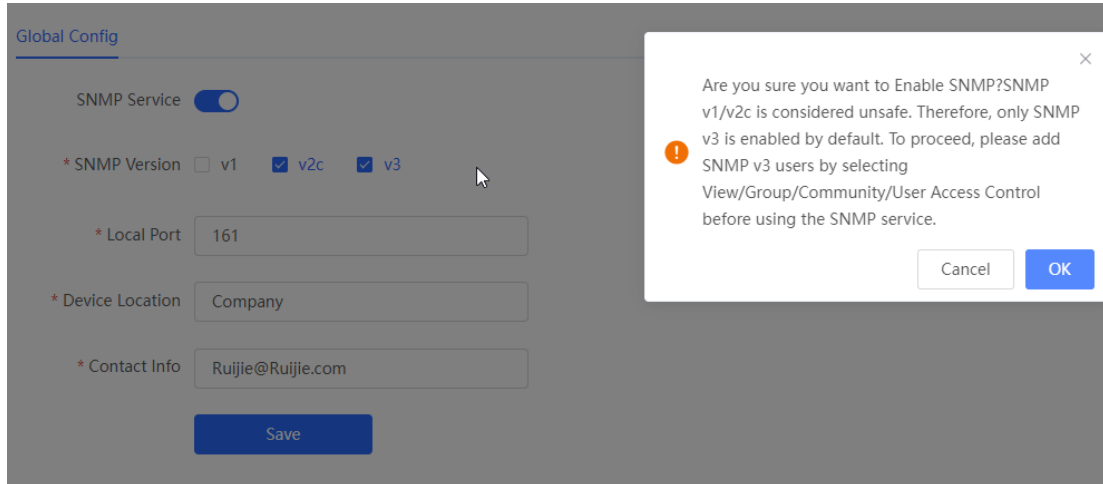 Global Config
SNMP Service
* SNMP Version v1 v2c v3
* Local Port 161
* Device Location Company
* Contact Info Ruijie@Ruijie.com
Save
Are you sure you want to Enable SNMP?SNMP
v1/v2c is considered unsafe. Therefore, only SNMP
v3 is enabled by default. To proceed, please add
SNMP v3 users by selecting
View/Group/Community/User Access Control
before using the SNMP service.
Cancel OK